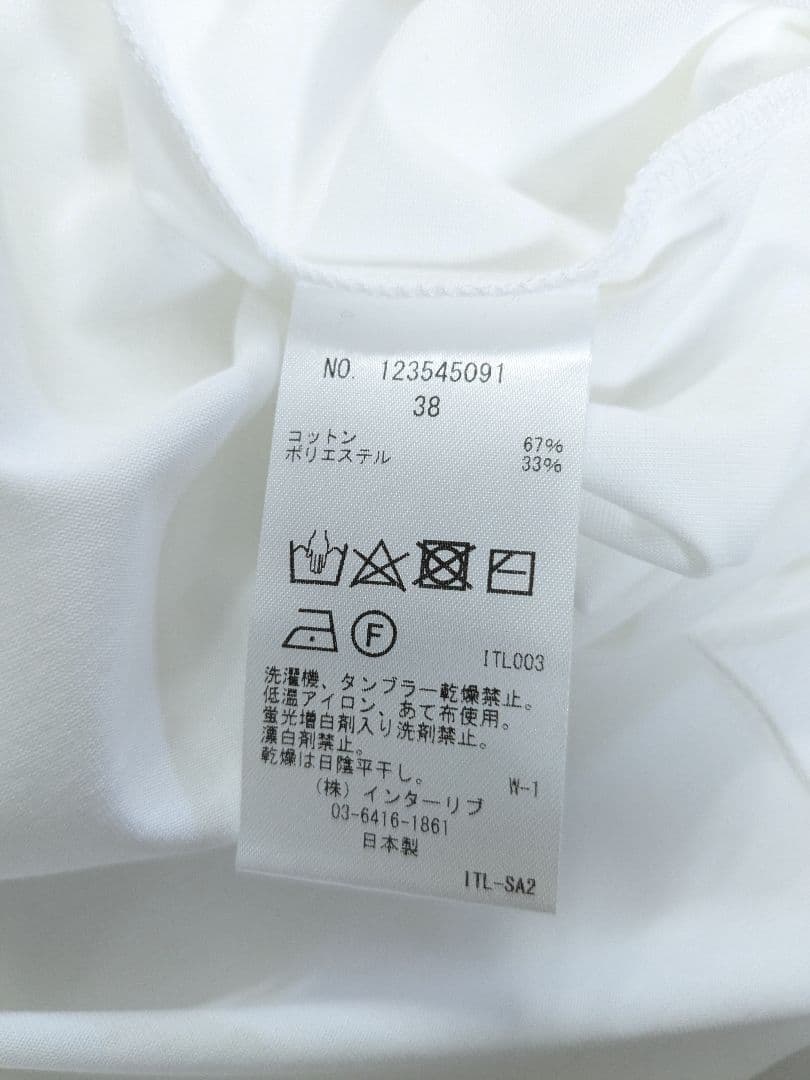 NO. 123545091
38
コットン 67%
ポリエステル 33%
F
ITL003
洗濯機、タンブラー乾燥禁止。
低温アイロン、あて布使用。
蛍光増白剤入り洗剤禁止。
漂白剤禁止。
乾燥は日陰平干し。
W-1
（株）インターリブ
03-6416-1861
日本製
ITL-SA2